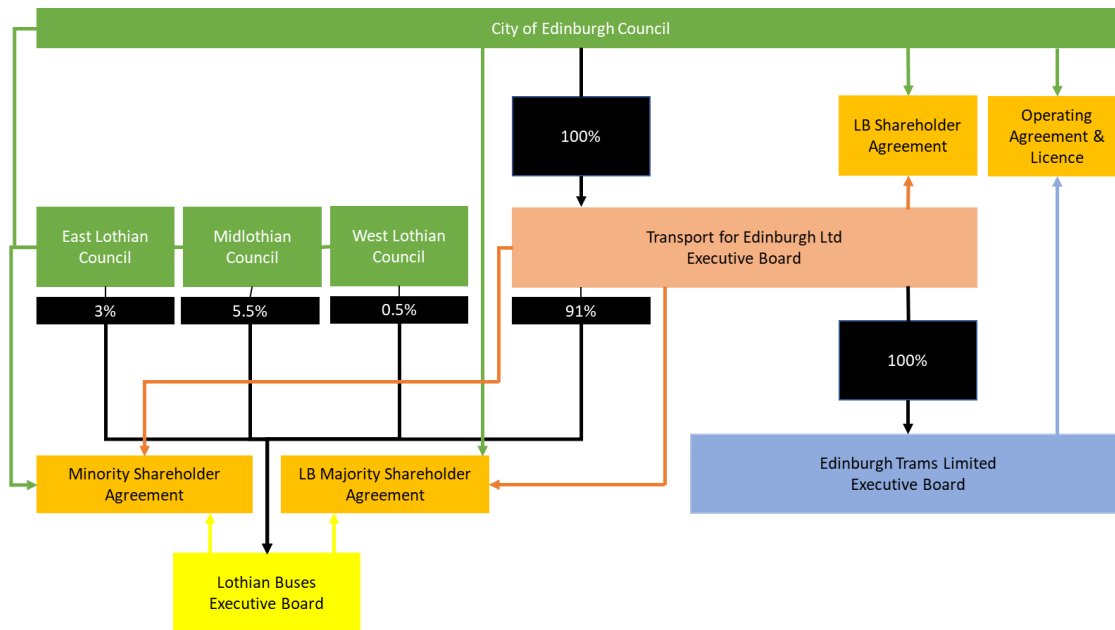 City of Edinburgh Council
100%
LB Shareholder
Agreement
Operating
Agreement &
Licence
East Lothian
Council
Midlothian
Council
West Lothian
Council
Transport for Edinburgh Ltd
Executive Board
3%
5.5%
0.5%
91%
100%
Minority Shareholder
Agreement
LB Majority Shareholder
Agreement
Edinburgh Trams Limited
Executive Board
Lothian Buses
Executive Board